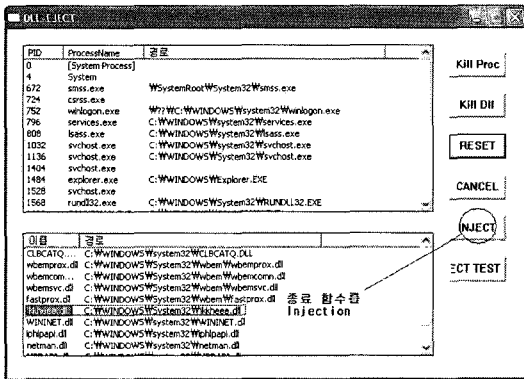 DLL-EJECT
PID ProcessName 경로
0 [System Process]
4 System
672 smss.exe ₩SystemRoot₩System32₩smss.exe
724 csrss.exe
752 winlogon.exe ₩??₩C:₩WINDOWS₩system32₩winlogon.exe
796 services.exe C:₩WINDOWS₩system32₩services.exe
808 lsass.exe C:₩WINDOWS₩system32₩lsass.exe
1032 svchost.exe C:₩WINDOWS₩system32₩svchost.exe
1136 svchost.exe C:₩WINDOWS₩System32₩svchost.exe
1404 svchost.exe
1484 explorer.exe C:₩WINDOWS₩Explorer.EXE
1528 svchost.exe
1568 rundll32.exe C:₩WINDOWS₩System32₩RUNDLL32.EXE
Kill Proc
Kill Dll
RESET
CANCEL
INJECT
ECT TEST
이름 경로
CLBCATQ.... C:₩WINDOWS₩system32₩CLBCATQ.DLL
wbemprox.dll C:₩WINDOWS₩system32₩wbem₩wbemprox.dll
wbemcom... C:₩WINDOWS₩system32₩wbem₩wbemcomn.dll
wbemsvc.dll C:₩WINDOWS₩system32₩wbem₩wbemsvc.dll
fastprox.dll C:₩WINDOWS₩system32₩wbem₩fastprox.dll
kkheee.dll C:₩WINDOWS₩System32₩kkheee.dll
WININET.dll C:₩WINDOWS₩system32₩WININET.dll
iphlpapi.dll C:₩WINDOWS₩system32₩iphlpapi.dll
netman.dll C:₩WINDOWS₩system32₩netman.dll
종료 함수를
Injection